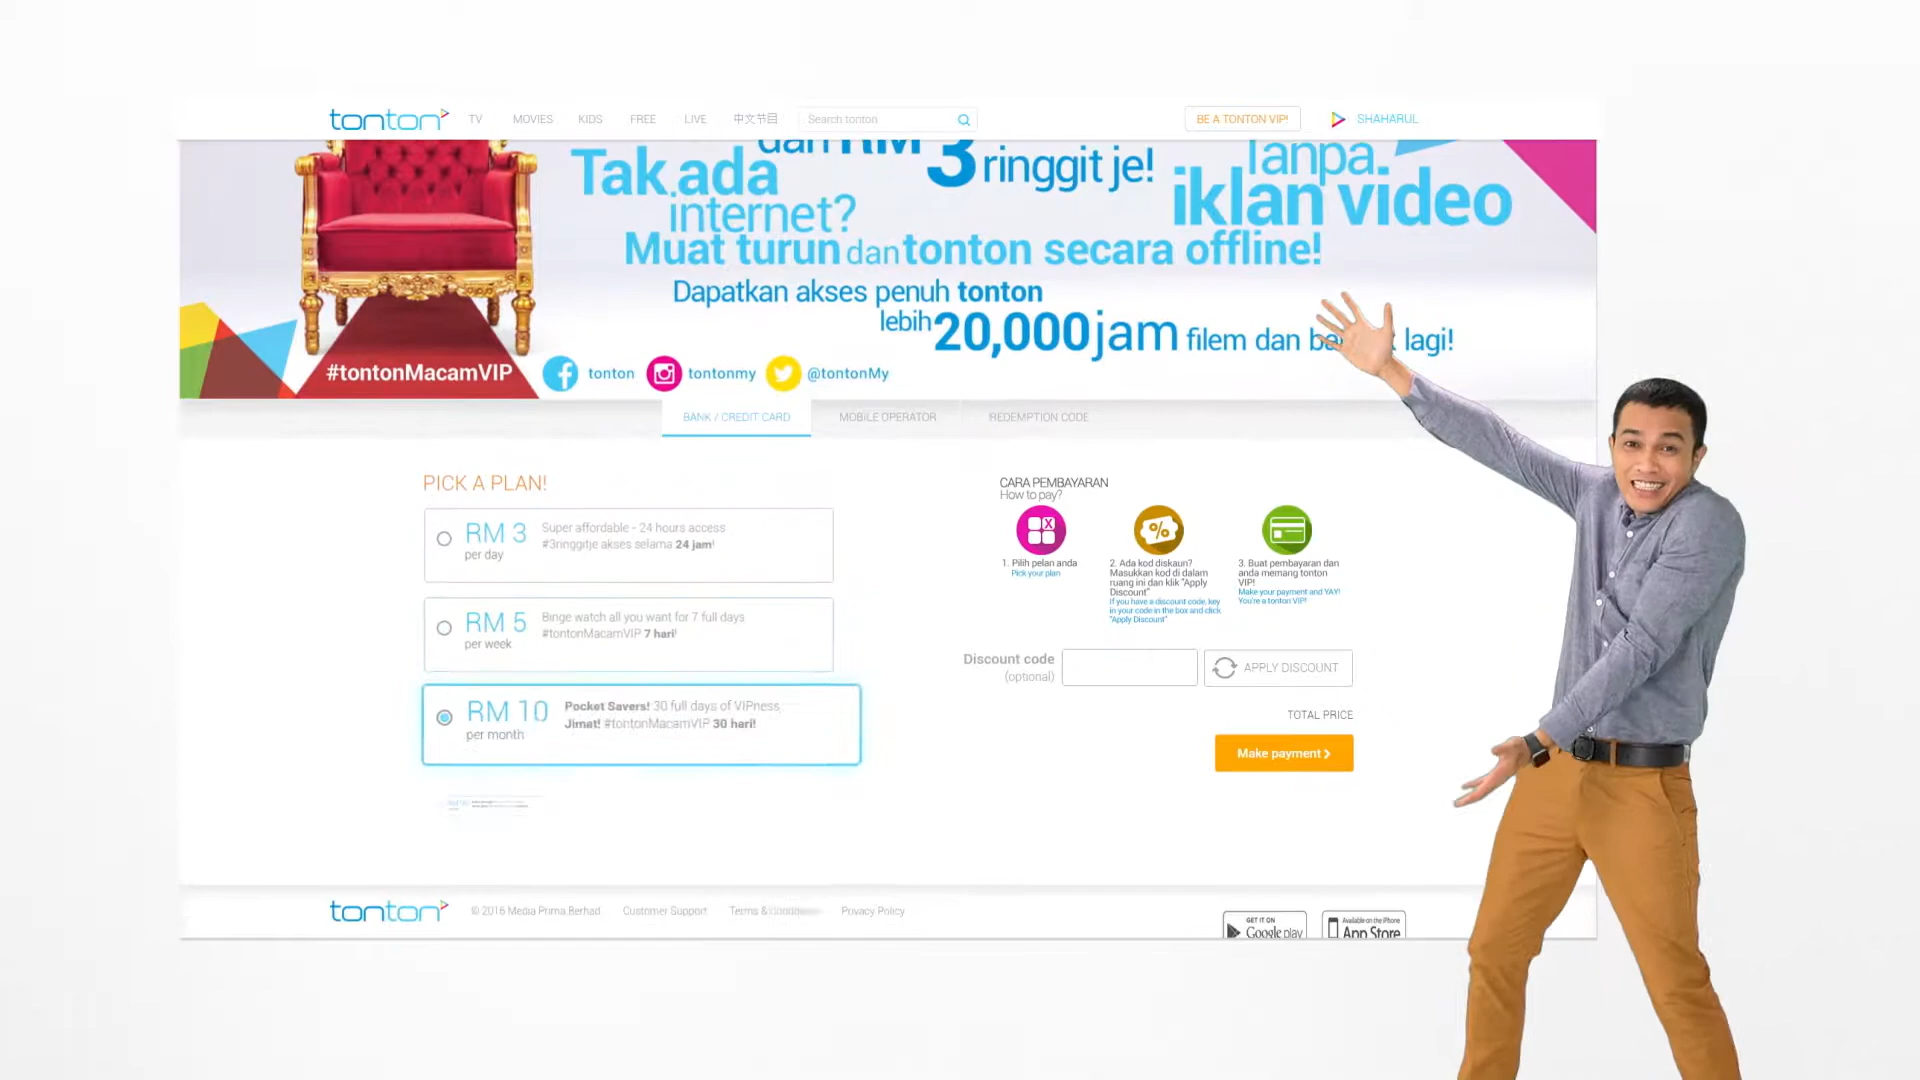 tonton
TV MOVIES KIDS FREE LIVE 中文节目 Search tonton
BE A TONTON VIP! SHAHARUL
dari RM 3 ringgit je!
Tak ada
internet?
Tanpa
iklan video
Muat turun dan tonton secara offline!
Dapatkan akses penuh tonton
lebih 20,000 jam filem dan lagi!
#tontonMacamVIP tonton tontonmy @tontonMy
BANK / CREDIT CARD MOBILE OPERATOR REDEMPTION CODE
PICK A PLAN!
RM 3 Super affordable - 24 hours access
per day #3ringgitje akses selama 24 jam!
RM 5 Binge watch all you want for 7 full days
per week #tontonMacamVIP 7 hari!
RM 10 Pocket Savers! 30 full days of VIPness
per month Jimat! #tontonMacamVIP 30 hari!
CARA PEMBAYARAN
How to pay?
X
%
1. Pilih pelan anda
Pick your plan
2. Ada kod diskaun?
Masukkan kod di dalam
ruang ini dan klik "Apply
Discount"
If you have a discount code, key
in your code in the box and click
"Apply Discount"
3. Buat pembayaran dan
anda memang tonton
VIP!
Make your payment and YAY!
You're a tonton VIP!
Discount code
(optional)
APPLY DISCOUNT
TOTAL PRICE
Make payment
tonton © 2016 Media Prima Berhad Customer Support Terms & Privacy Policy
GET IT ON
Google play
Available on the iPhone
App Store